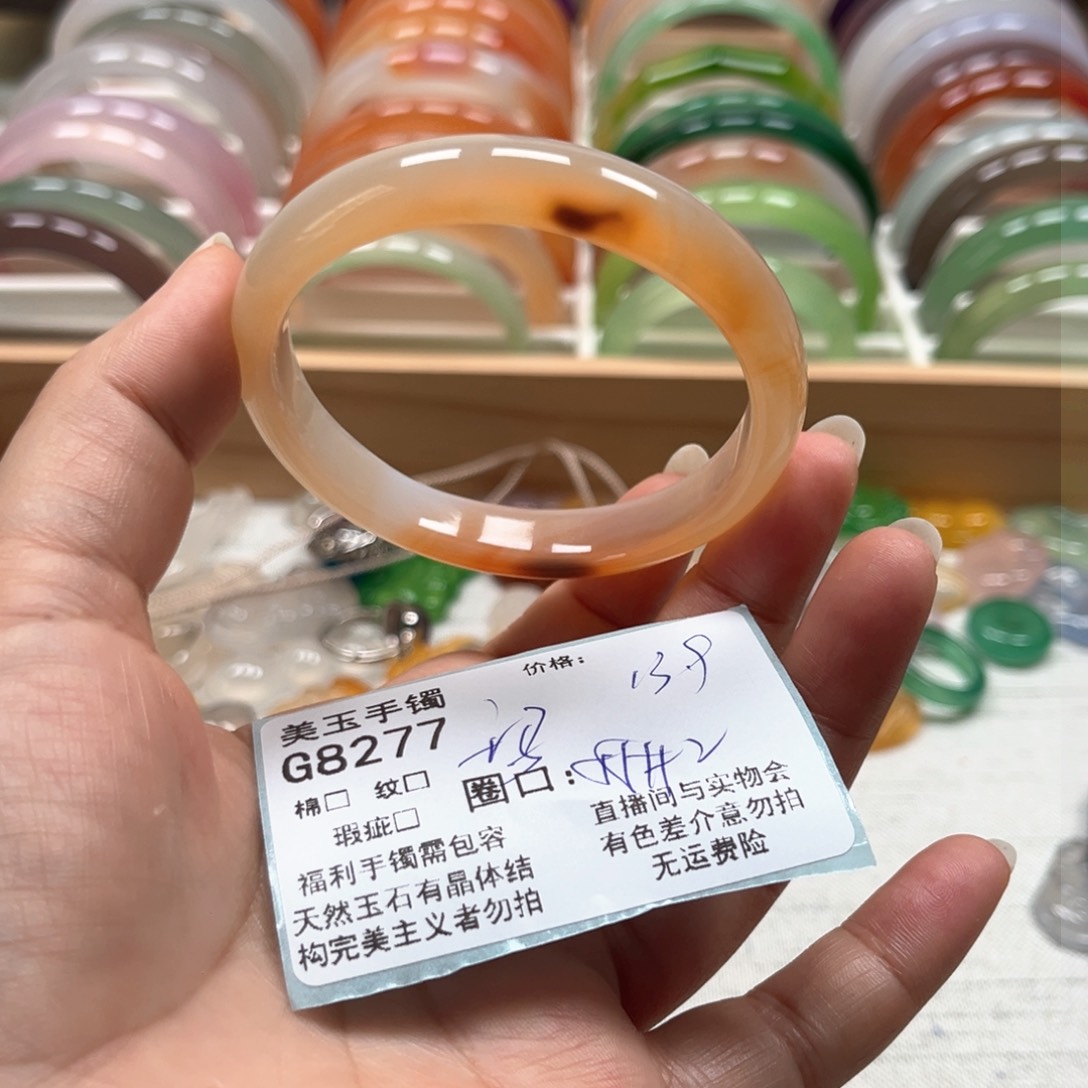 价格: 139
美玉手镯
G8277
棉□ 纹□ 圈口:
瑕疵□
福利手镯需包容
天然玉石有晶体结
构完美主义者勿拍
直播间与实物会
有色差介意勿拍
无运费险